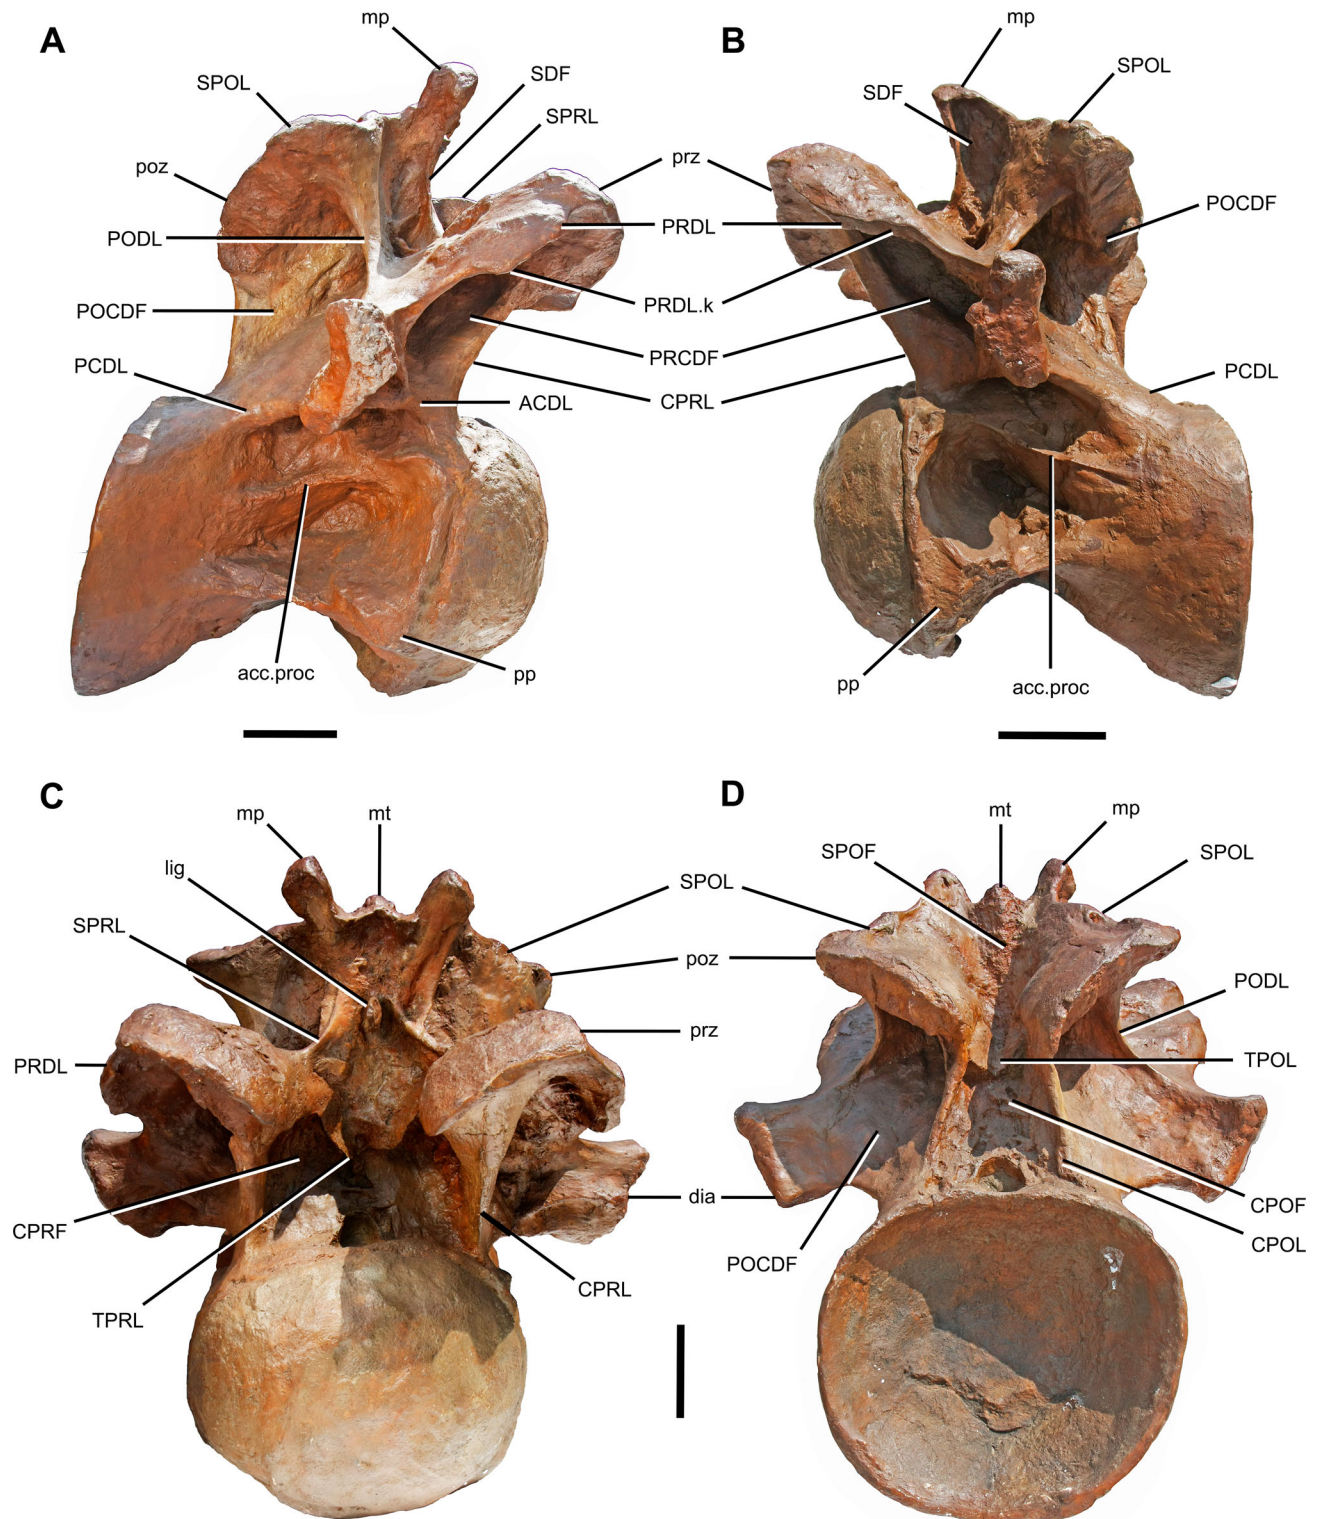 A
mp
SPOL
SDF
SPRL
poz
prz
PODL
PRDL
POCDF
PRDL.k
PCDL
PRCDF
ACDL
CPRL
acc.proc
pp
B
mp
SPOL
SDF
POCDF
PCDL
pp
acc.proc
C
mp
mt
lig
SPOL
SPRL
poz
prz
PRDL
dia
CPRF
CPRL
TPRL
D
mt
mp
SPOF
SPOL
PODL
TPOL
CPOF
CPOL
POCDF